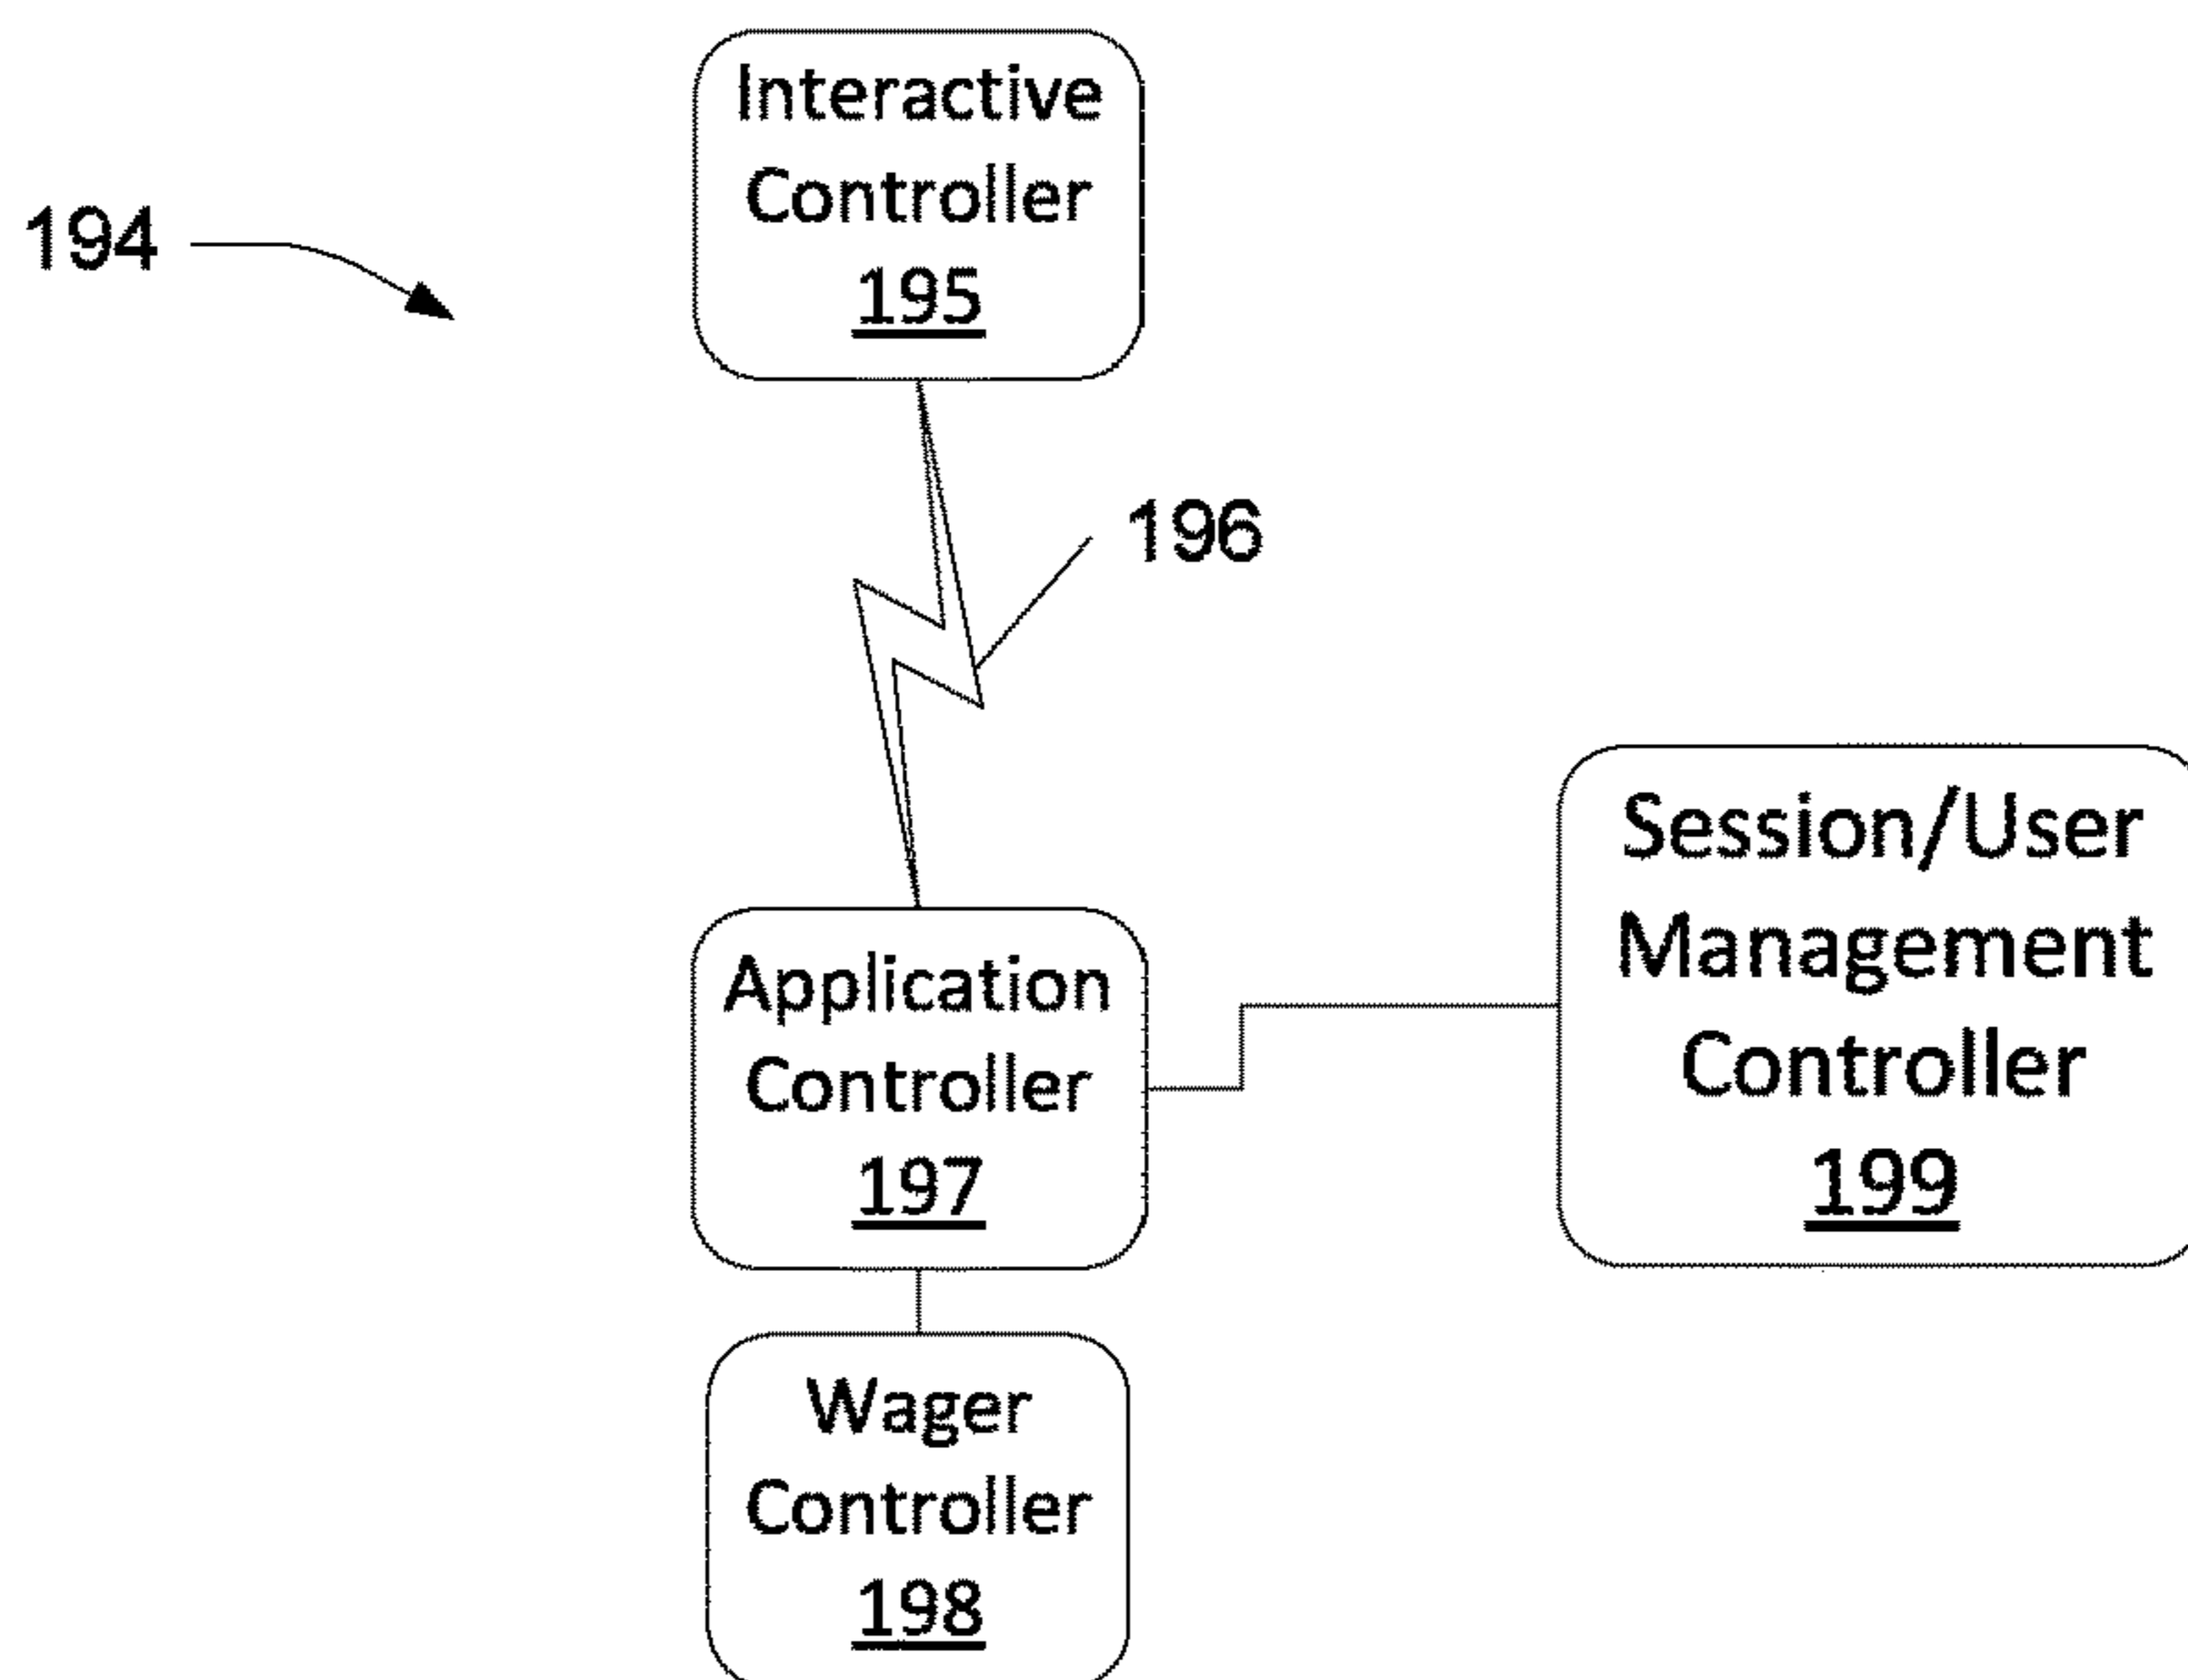 Interactive
Controller
195
194
196
Application
Controller
197
Session/User
Management
Controller
199
Wager
Controller
198